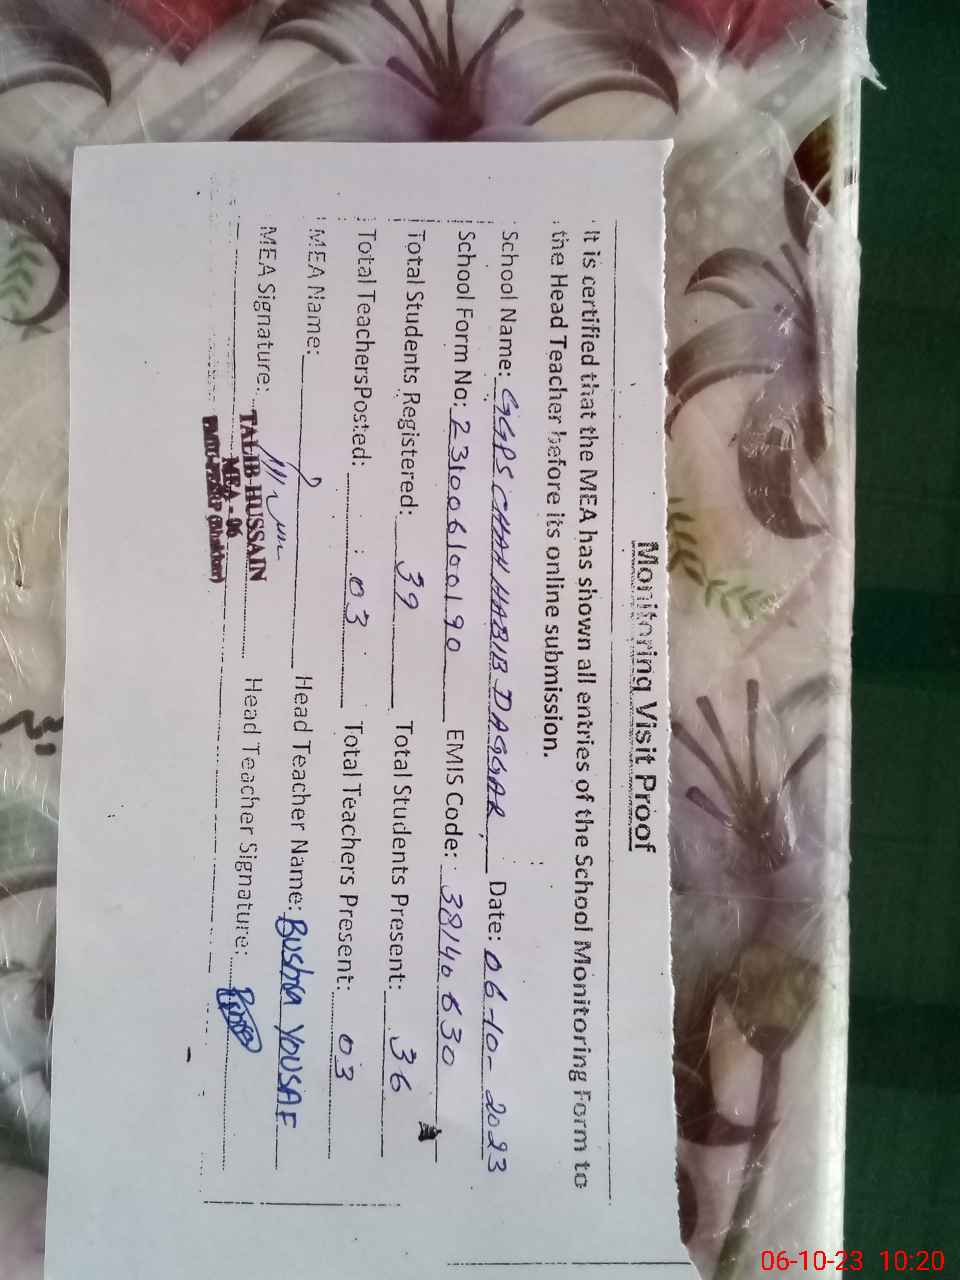 Monitoring Visit Proof
It is certified that the MEA has shown all entries of the School Monitoring Form to
the Head Teacher before its online submission.
School Name: GGPS CHAH HABIB DAGGAR Date: 06-10-2023
School Form No: 231006100190 EMIS Code: 38140630
Total Students Registered: 39 Total Students Present: 36
Total TeachersPosted: 03 Total Teachers Present: 03
MEA Name: Head Teacher Name: BUSHRA YOUSAF
MEA Signature: Head Teacher Signature:
TALIB HUSSAIN
MEA - 06
(Bhakkar)
06-10-23 10:20